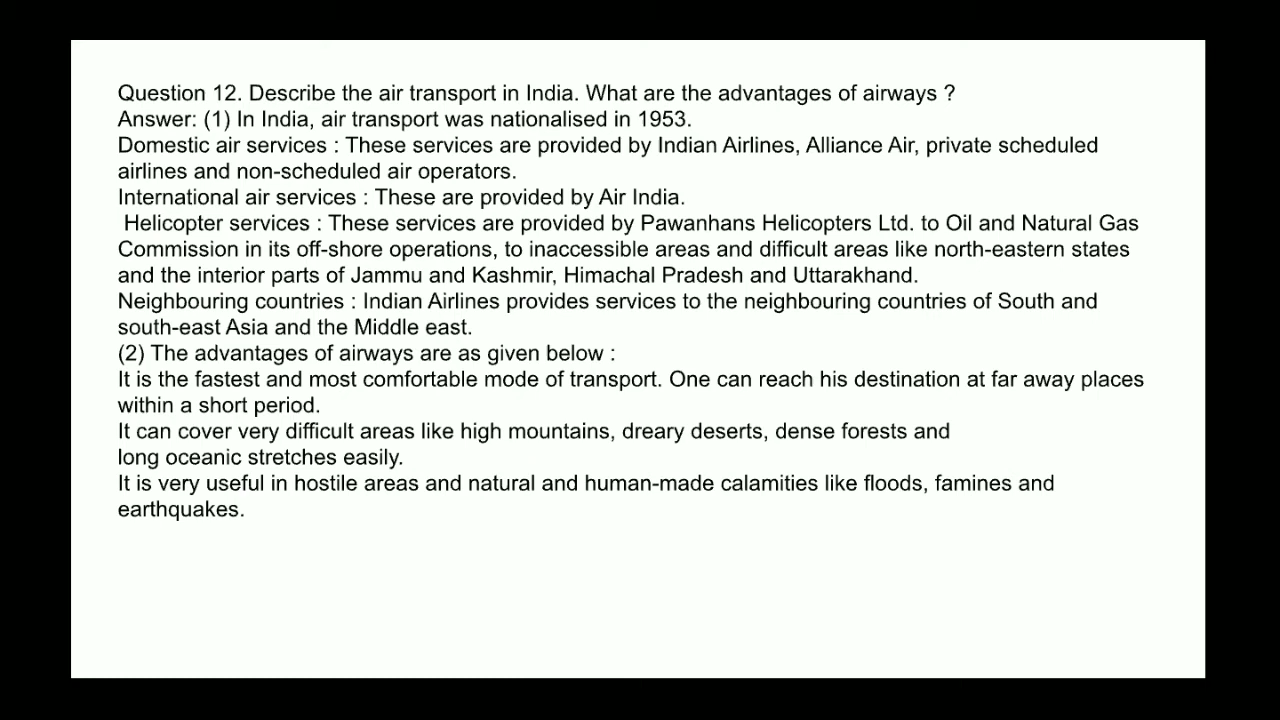 Question 12. Describe the air transport in India. What are the advantages of airways ?
Answer: (1) In India, air transport was nationalised in 1953.
Domestic air services : These services are provided by Indian Airlines, Alliance Air, private scheduled
airlines and non-scheduled air operators.
International air services : These are provided by Air India.
Helicopter services : These services are provided by Pawanhans Helicopters Ltd. to Oil and Natural Gas
Commission in its off-shore operations, to inaccessible areas and difficult areas like north-eastern states
and the interior parts of Jammu and Kashmir, Himachal Pradesh and Uttarakhand.
Neighbouring countries : Indian Airlines provides services to the neighbouring countries of South and
south-east Asia and the Middle east.
(2) The advantages of airways are as given below :
It is the fastest and most comfortable mode of transport. One can reach his destination at far away places
within a short period.
It can cover very difficult areas like high mountains, dreary deserts, dense forests and
long oceanic stretches easily.
It is very useful in hostile areas and natural and human-made calamities like floods, famines and
earthquakes.